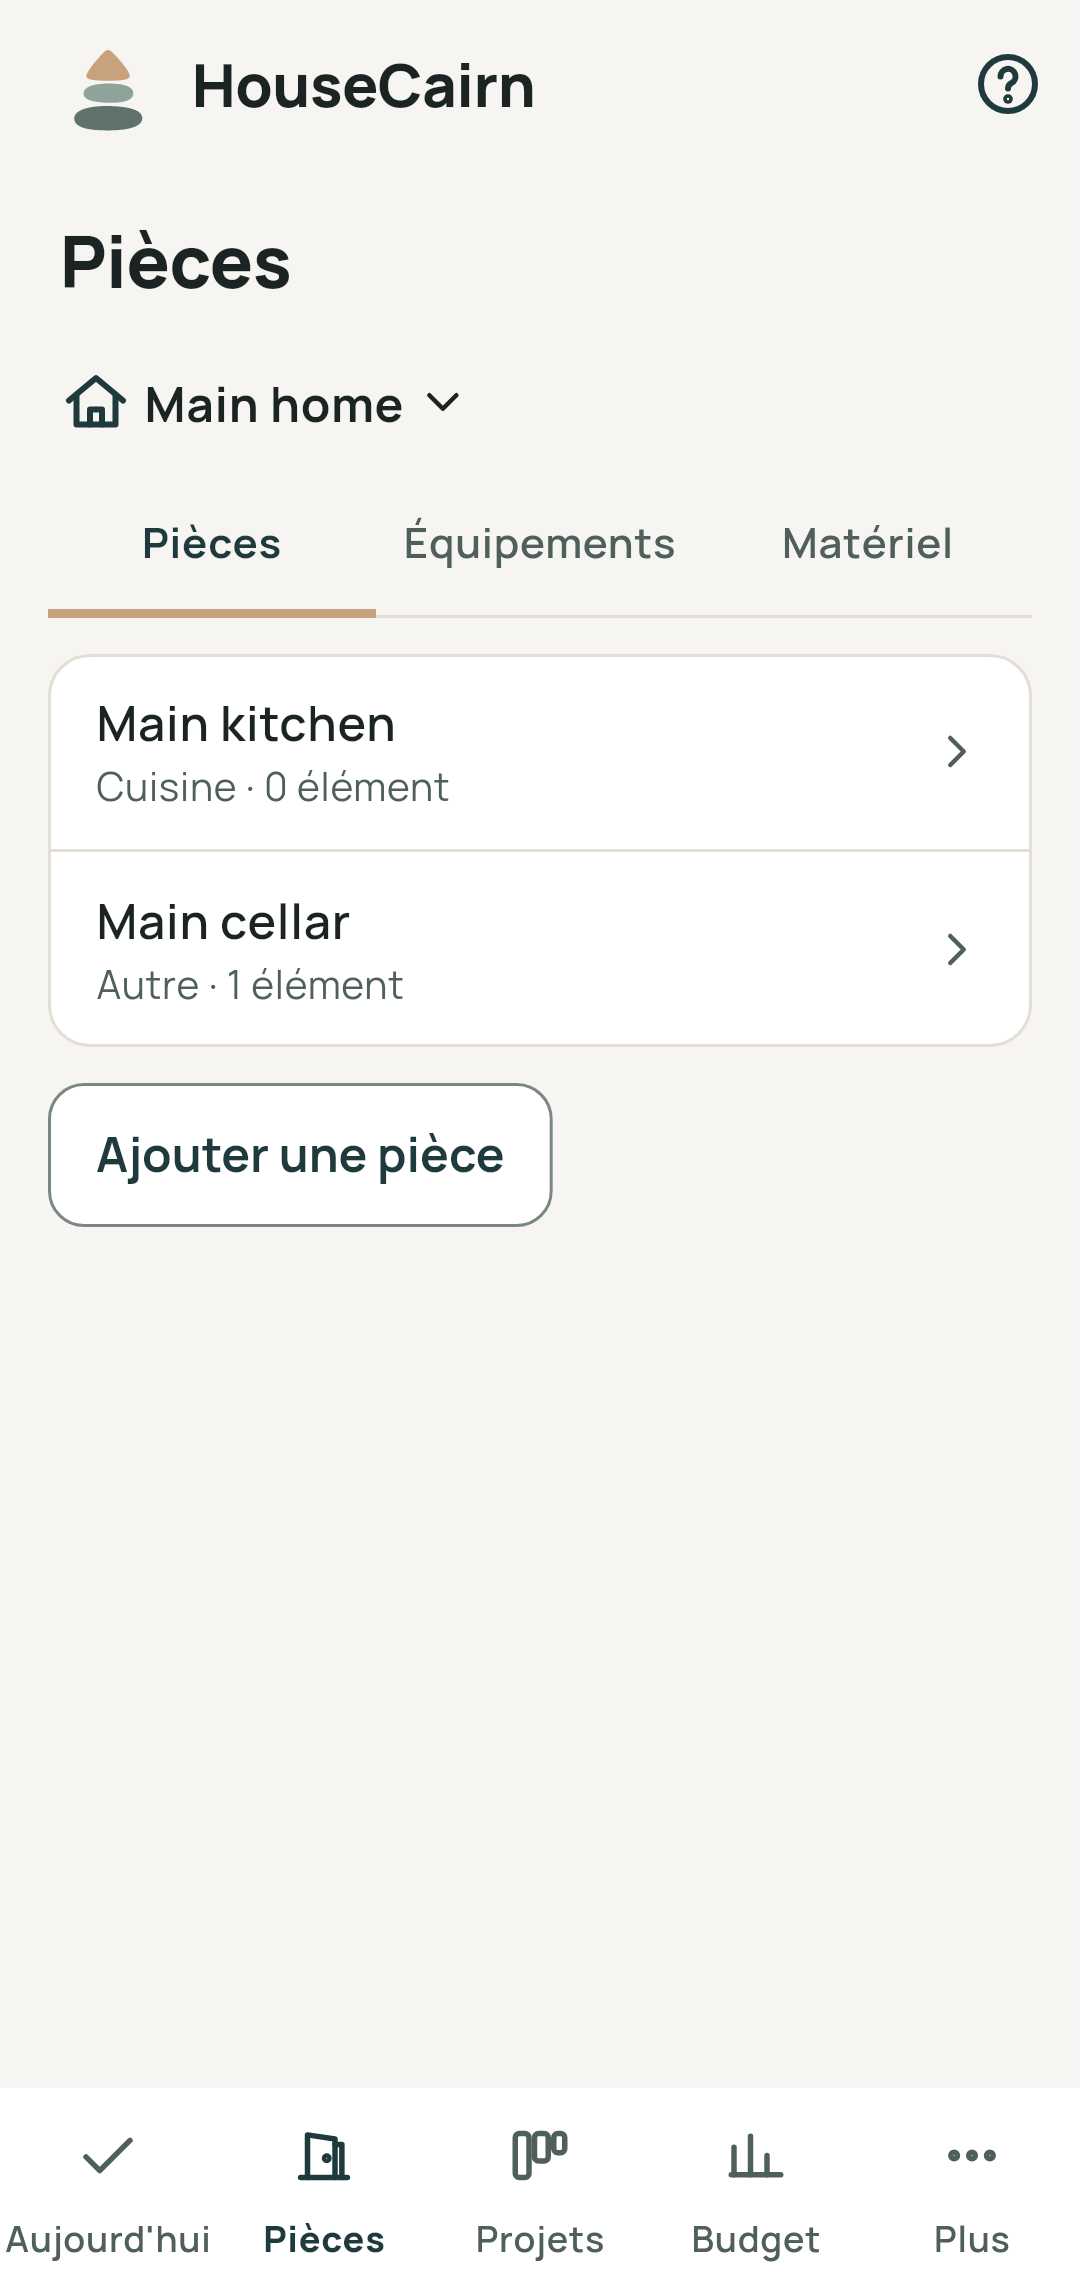 HouseCairn
Pièces
Main home
Pièces Équipements Matériel
Main kitchen
Cuisine · 0 élément
Main cellar
Autre · 1 élément
Ajouter une pièce
Aujourd'hui Pièces Projets Budget Plus